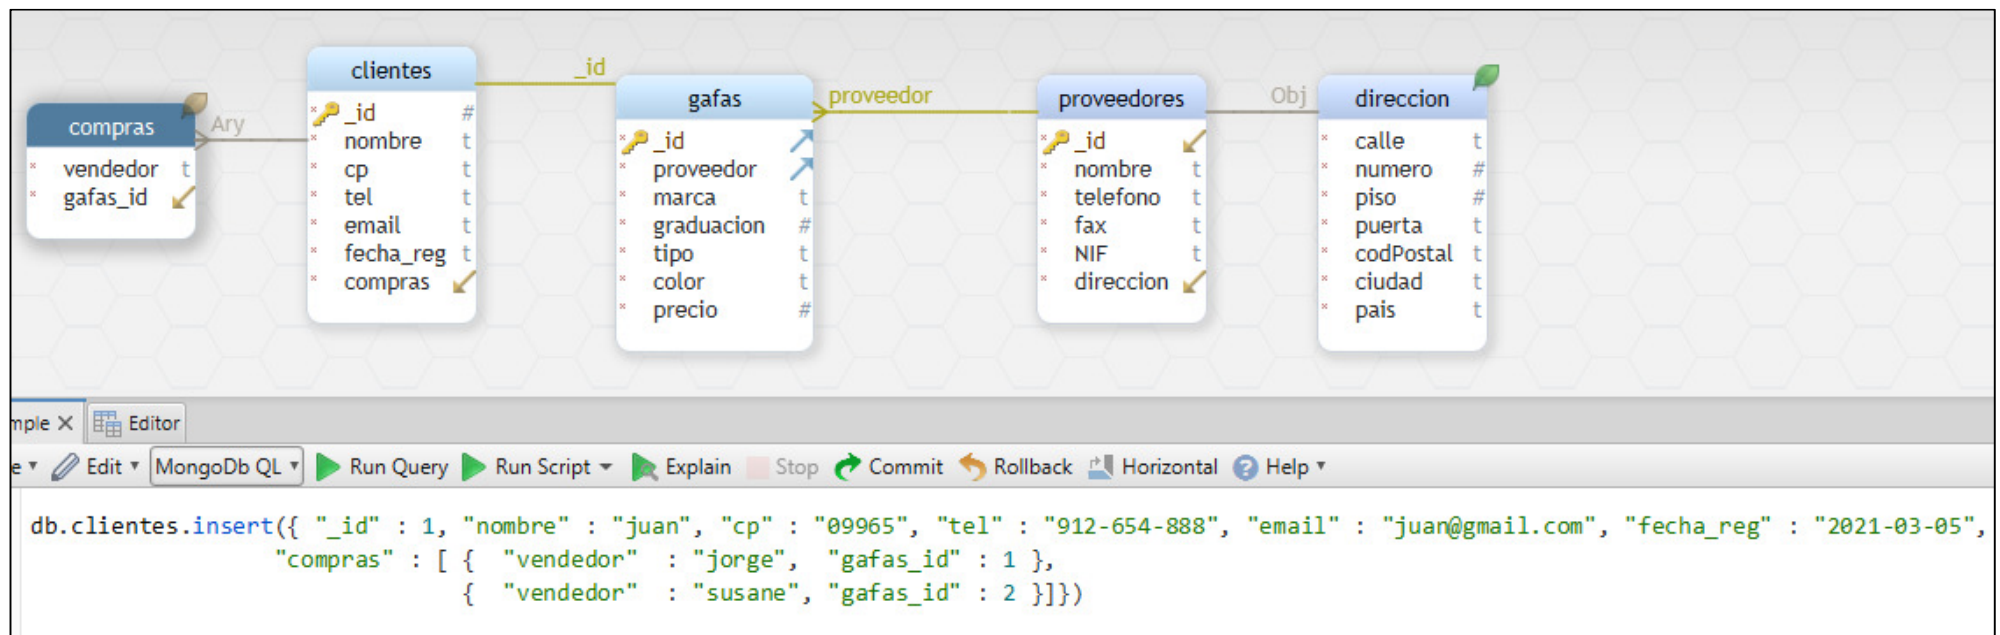 compras
vendedor t
gafas_id
Ary
clientes
_id #
nombre t
cp t
tel t
email t
fecha_reg t
compras
_id
gafas
_id
proveedor
marca t
graduacion #
tipo t
color t
precio #
proveedor
proveedores
_id
nombre t
telefono t
fax t
NIF t
direccion
Obj
direccion
calle t
numero #
piso #
puerta t
codPostal t
ciudad t
pais t
mple Editor
e Edit MongoDb QL Run Query Run Script Explain Stop Commit Rollback Horizontal Help
db.clientes.insert({ "_id" : 1, "nombre" : "juan", "cp" : "09965", "tel" : "912-654-888", "email" : "juan@gmail.com", "fecha_reg" : "2021-03-05",
"compras" : [ { "vendedor" : "jorge", "gafas_id" : 1 },
{ "vendedor" : "susane", "gafas_id" : 2 }]})